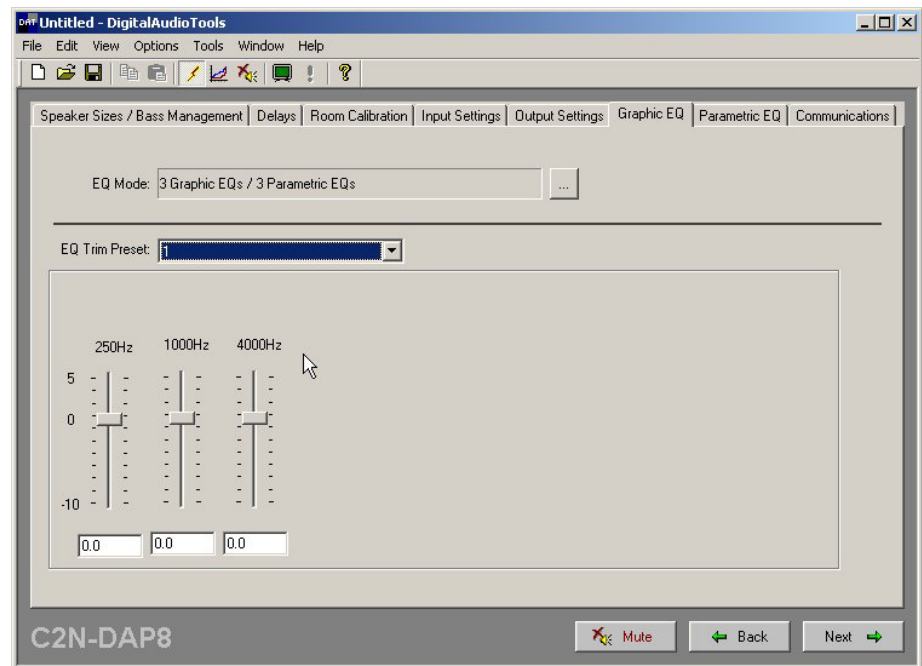 DAT Untitled - DigitalAudioTools
File Edit View Options Tools Window Help
Speaker Sizes / Bass Management Delays Room Calibration Input Settings Output Settings Graphic EQ Parametric EQ Communications
EQ Mode: 3 Graphic EQs / 3 Parametric EQs ...
EQ Trim Preset: 1
250Hz 1000Hz 4000Hz
5
0
-10
0.0 0.0 0.0
C2N-DAP8 Mute Back Next